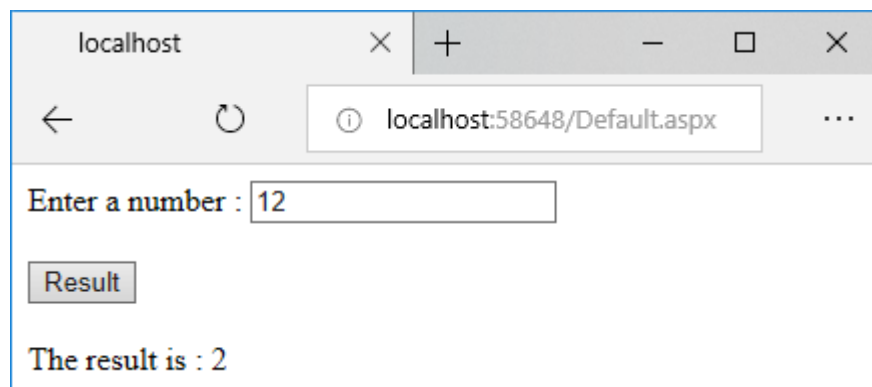 localhost
localhost:58648/Default.aspx
Enter a number : 12
Result
The result is : 2